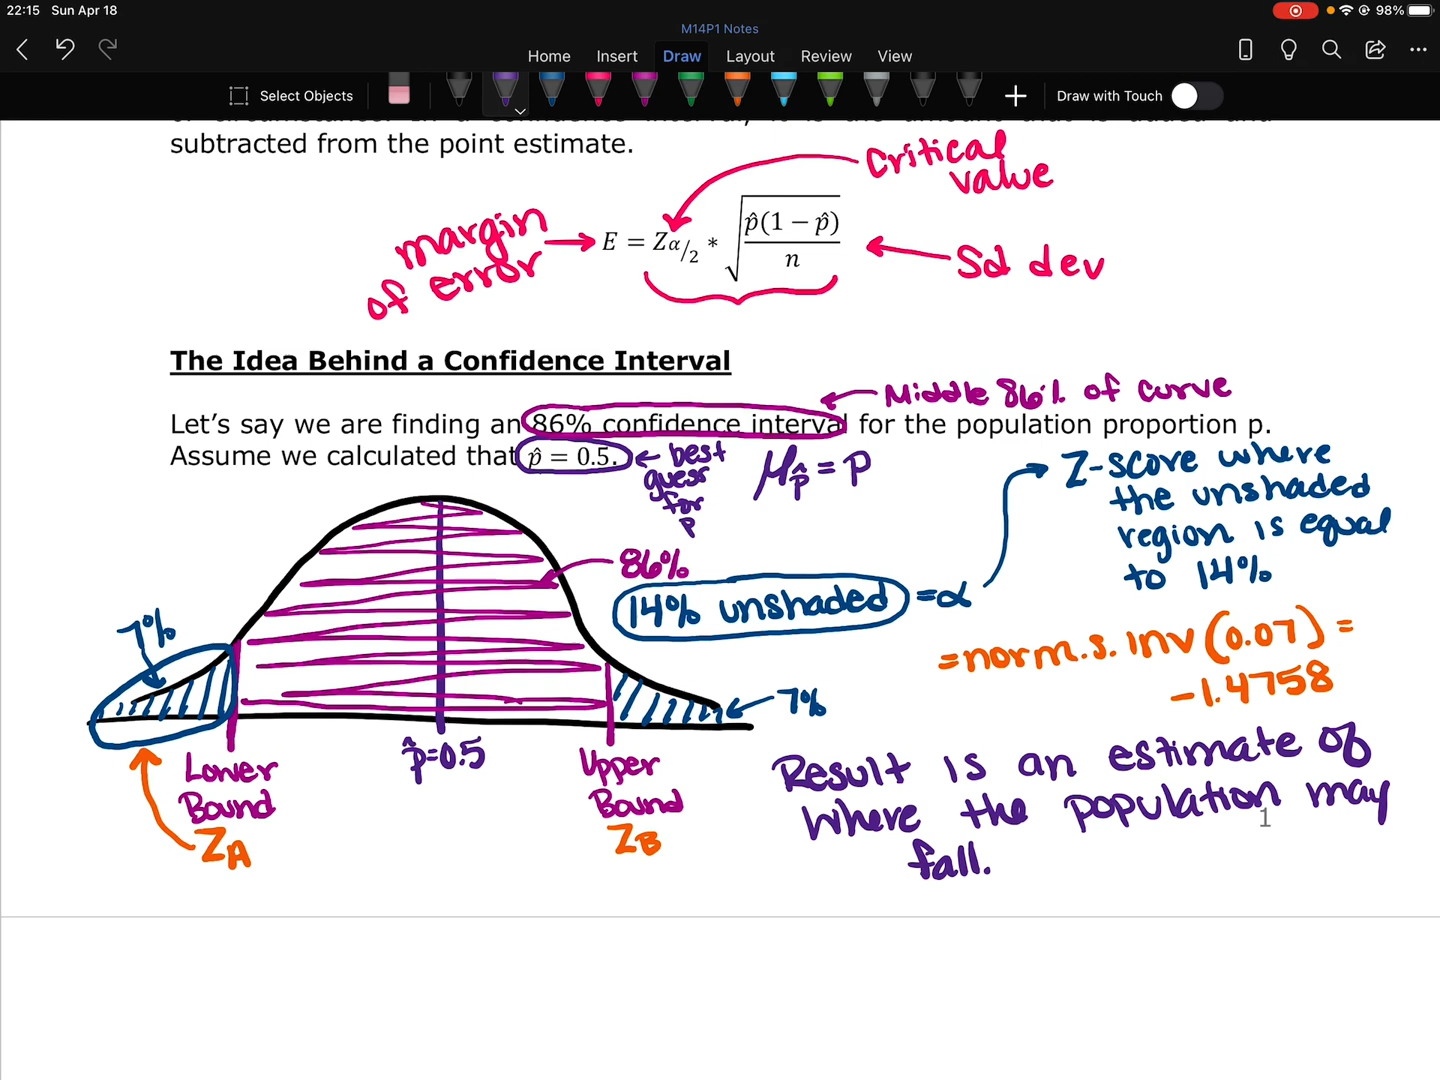 22:15 Sun Apr 18
98%
M14P1 Notes
Home Insert Draw Layout Review View
Select Objects
Draw with Touch
subtracted from the point estimate.
Critical
value
margin
of error
E = Zα/2 * √(p̂(1 − p̂)/n)
Sd dev
The Idea Behind a Confidence Interval
Middle 86% of curve
Let's say we are finding an 86% confidence interval for the population proportion p.
Assume we calculated that p̂ = 0.5.
best
guess
for
p
μp̂ = p
Z-score where
the unshaded
region is equal
to 14%
86%
14% unshaded = α
7%
= norm.s.inv(0.07) =
-1.4758
7%
p̂=0.5
Lower
Bound
ZA
Upper
Bound
ZB
Result is an estimate of
where the population may
fall.
1